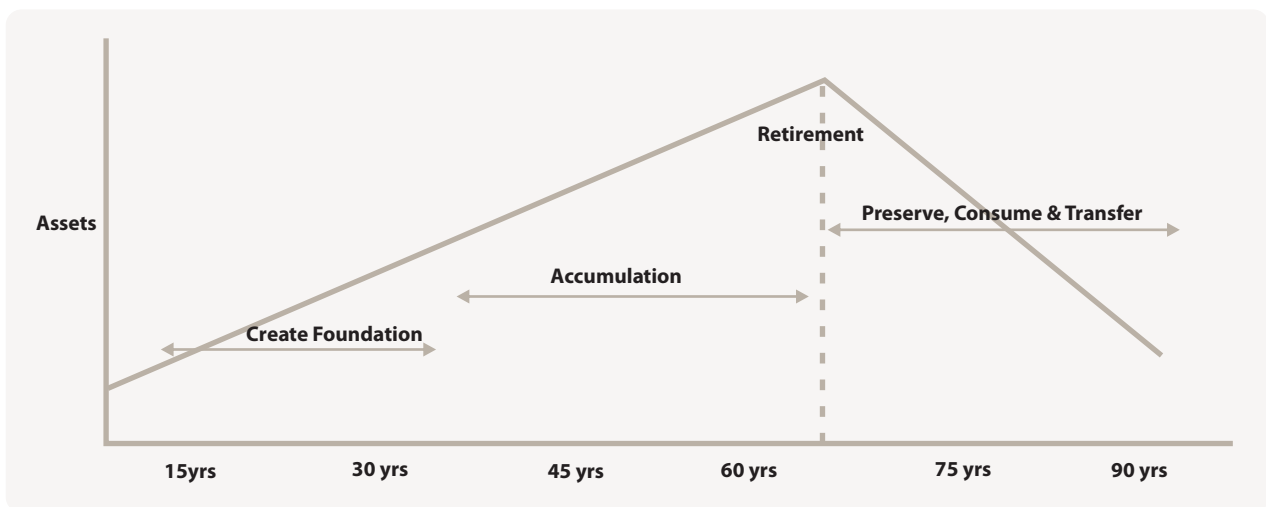 Retirement
Preserve, Consume & Transfer
Assets
Accumulation
Create Foundation
15yrs
30 yrs
45 yrs
60 yrs
75 yrs
90 yrs